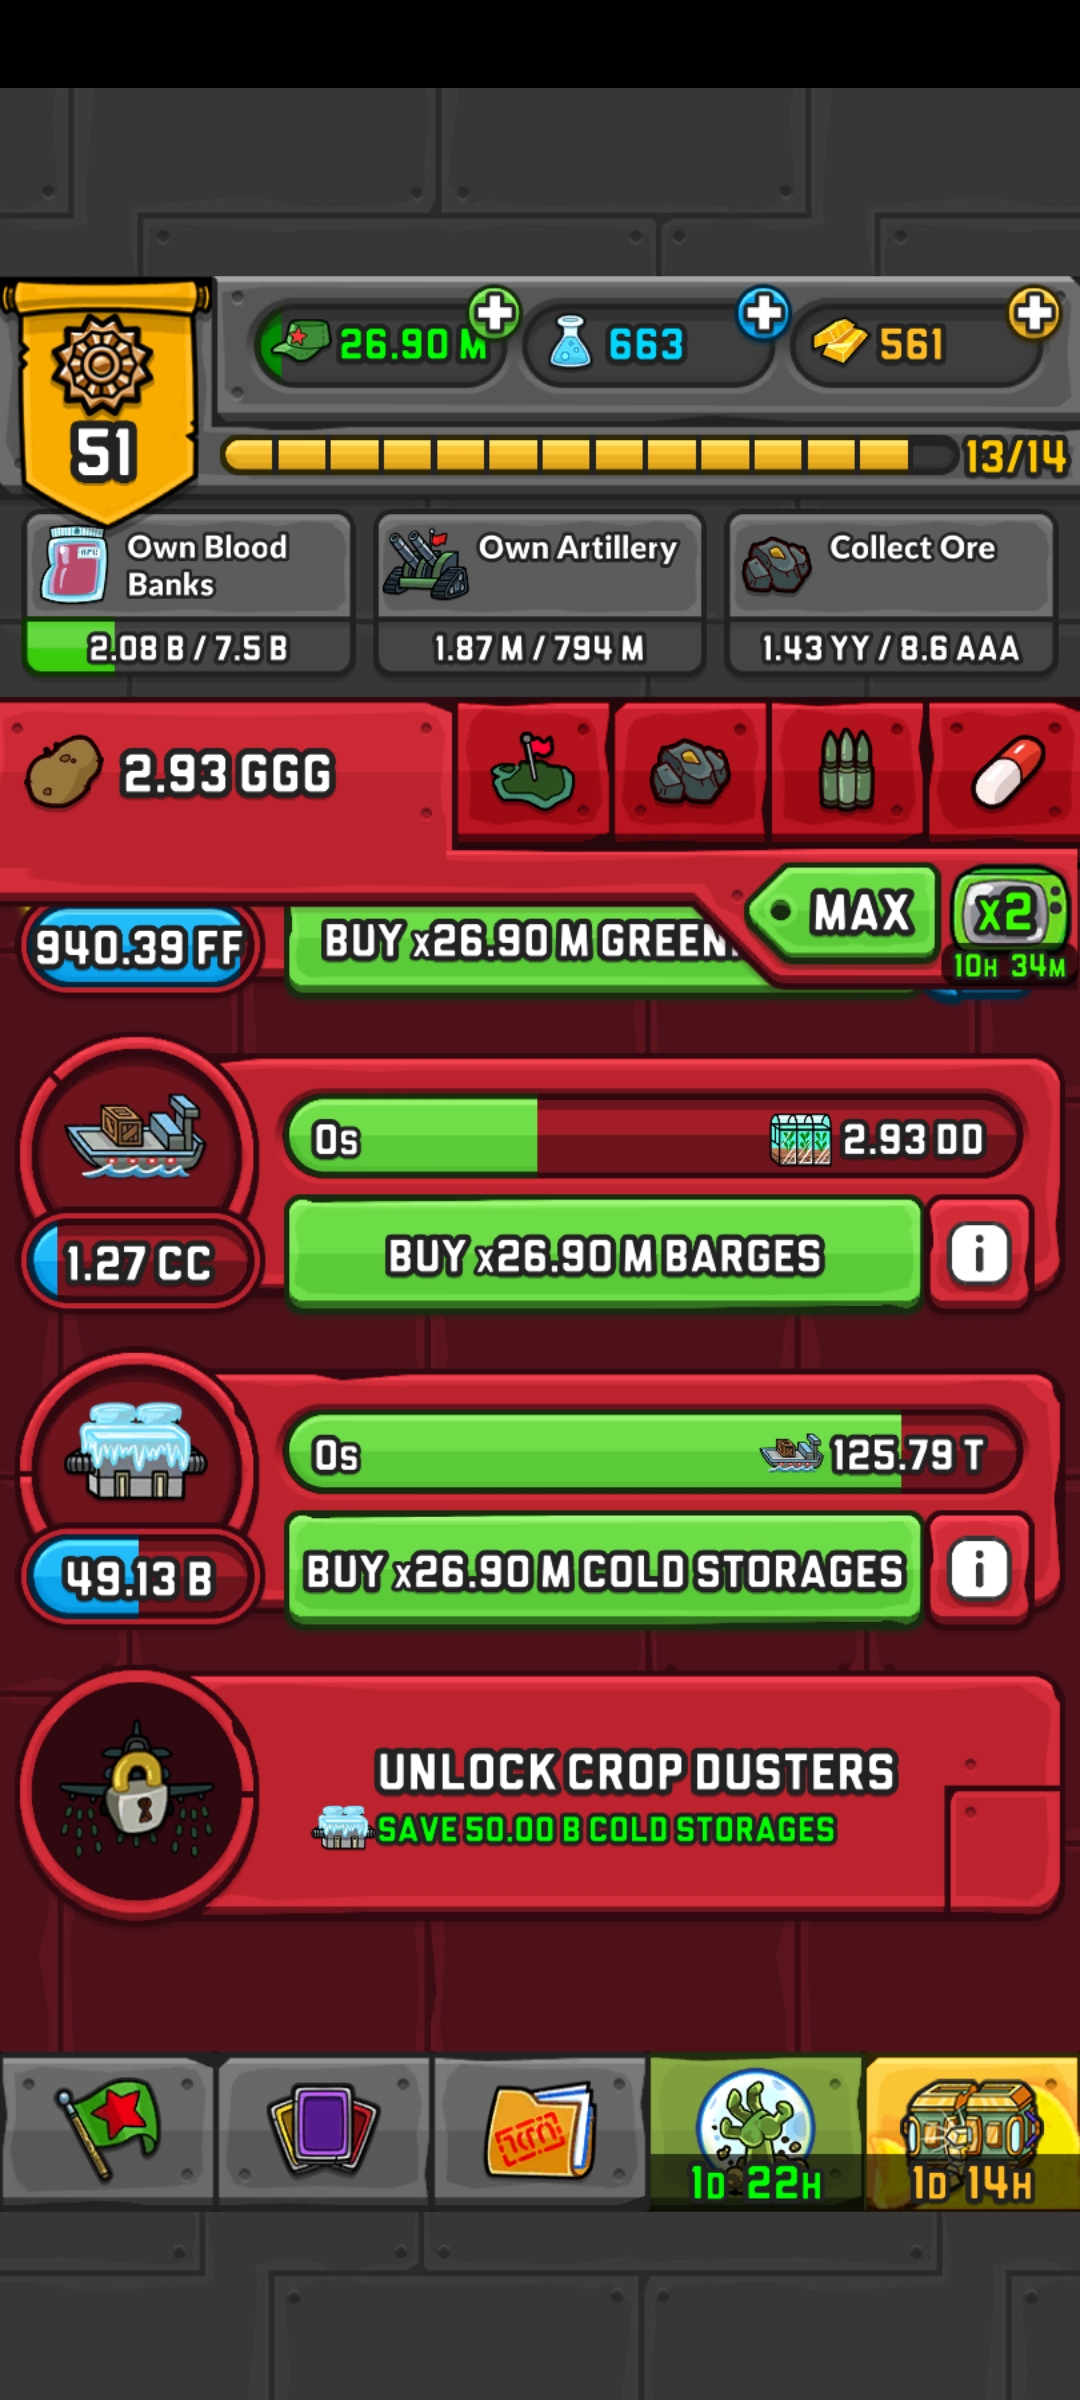 26.90 M
663
561
51
13/14
Own Blood
Banks
2.08 B / 7.5 B
Own Artillery
1.87 M / 794 M
Collect Ore
1.43 YY / 8.6 AAA
2.93 GGG
MAX
x2
10H 34M
940.39 FF
BUY x26.90 M GREEN
0s
2.93 DD
1.27 CC
BUY x26.90 M BARGES
i
0s
125.79 T
49.13 B
BUY x26.90 M COLD STORAGES
i
UNLOCK CROP DUSTERS
SAVE 50.00 B COLD STORAGES
1D 22H
1D 14H